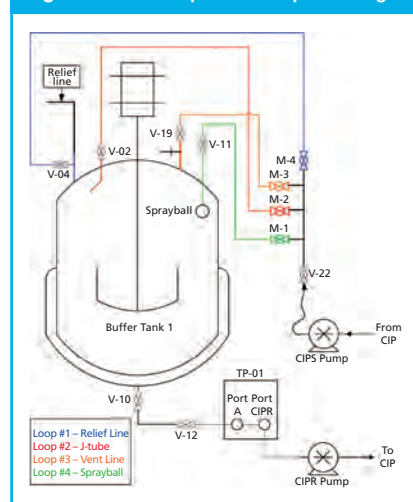 Relief
line
V-19
V-02
V-11
V-04
M-4
M-3
M-2
M-1
Sprayball
V-22
Buffer Tank 1
From
CIP
CIPS Pump
TP-01
V-10
Port Port
A CIPR
V-12
Loop #1 – Relief Line
Loop #2 – J-tube
Loop #3 – Vent Line
Loop #4 – Sprayball
To
CIP
CIPR Pump